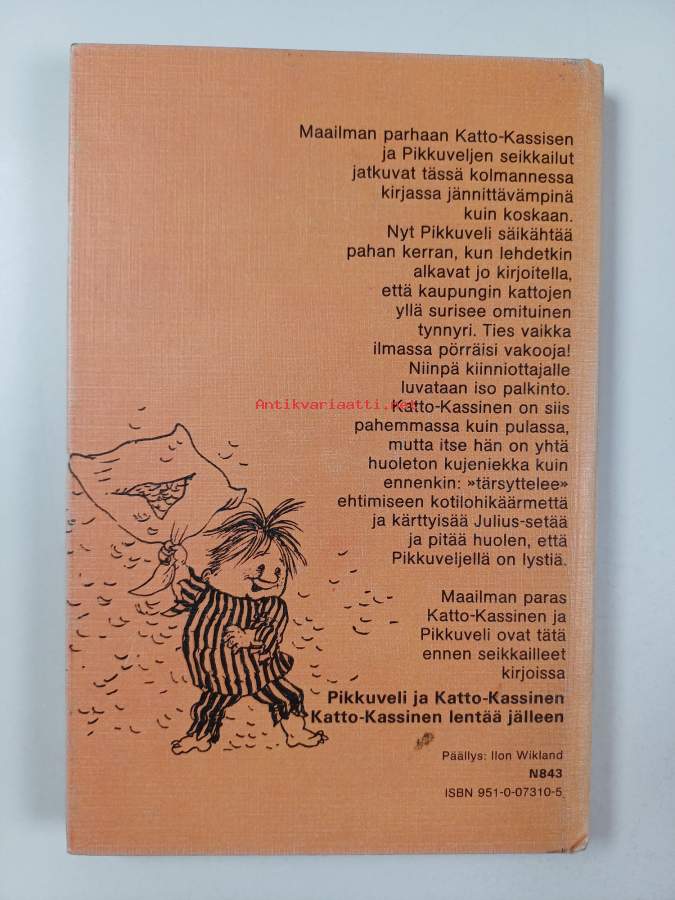 Maailman parhaan Katto-Kassisen
ja Pikkuveljen seikkailut
jatkuvat tässä kolmannessa
kirjassa jännittävämpinä
kuin koskaan.
Nyt Pikkuveli säikähtää
pahan kerran, kun lehdetkin
alkavat jo kirjoitella,
että kaupungin kattojen
yllä surisee omituinen
tynnyri. Ties vaikka
ilmassa pörräisi vakooja!
Niinpä kiinniottajalle
luvataan iso palkinto.
Antikvariaatti.net
Katto-Kassinen on siis
pahemmassa kuin pulassa,
mutta itse hän on yhtä
huoleton kujeniekka kuin
ennenkin: »tärsyttelee»
ehtimiseen kotilohikäärmettä
ja kärttyisää Julius-setää
ja pitää huolen, että
Pikkuveljellä on lystiä.
Maailman paras
Katto-Kassinen ja
Pikkuveli ovat tätä
ennen seikkailleet
kirjoissa
Pikkuveli ja Katto-Kassinen
Katto-Kassinen lentää jälleen
Päällys: Ilon Wikland
N843
ISBN 951-0-07310-5